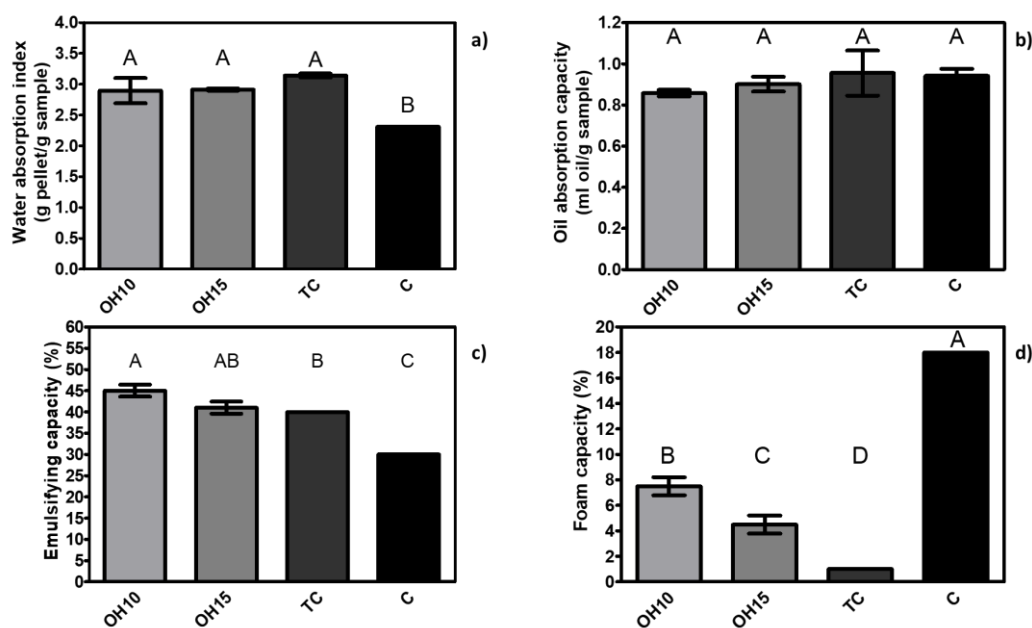 Water absorption index
(g pellet/g sample)
4.0
3.5
3.0
2.5
2.0
1.5
1.0
0.5
0.0
A
A
A
B
a)
OH10
OH15
TC
C
Oil absorption capacity
(ml oil/g sample)
1.2
1.0
0.8
0.6
0.4
0.2
0.0
A
A
A
A
b)
OH10
OH15
TC
C
Emulsifying capacity (%)
60
55
50
45
40
35
30
25
20
15
10
5
0
A
AB
B
C
c)
OH10
OH15
TC
C
Foam capacity (%)
20
18
16
14
12
10
8
6
4
2
0
B
C
D
A
d)
OH10
OH15
TC
C